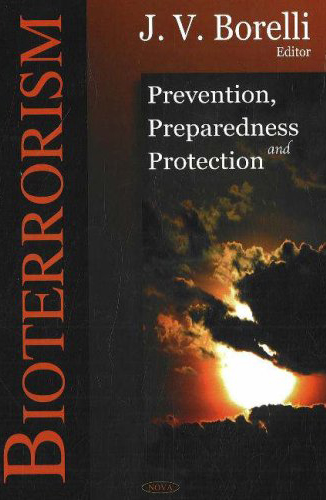 BIOTERRORISM
J. V. Borelli
Editor
Prevention,
Preparedness
and
Protection
NOVA